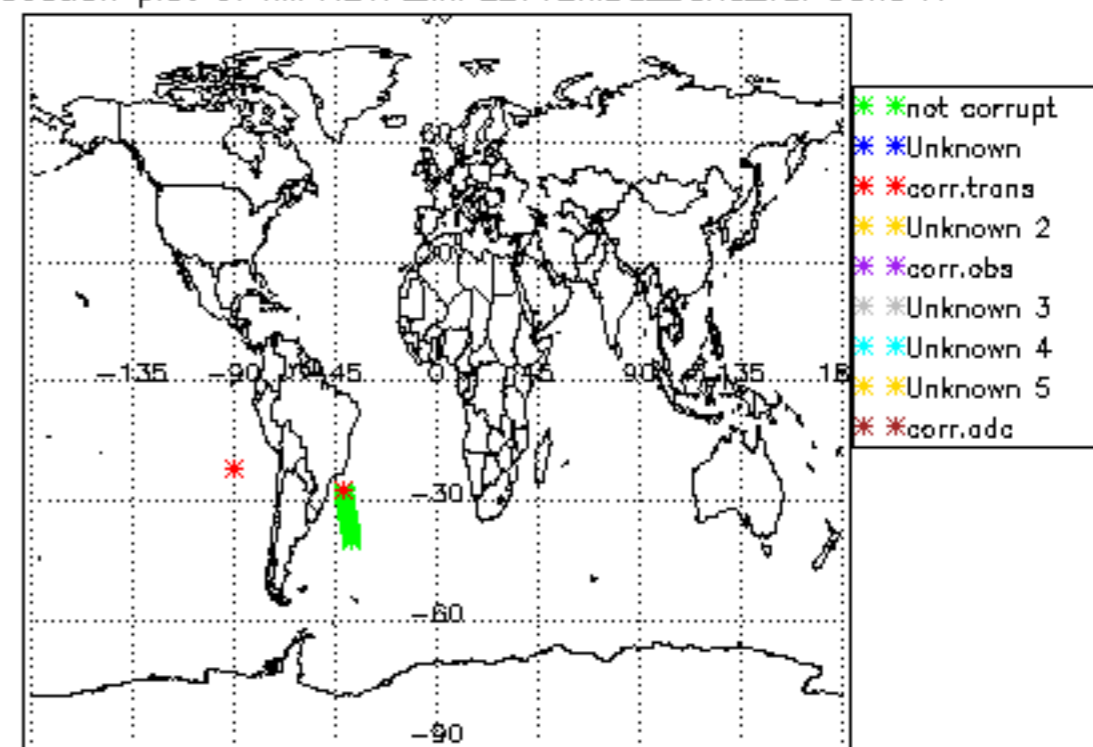 60
-135 -90 45 0 45 90 135 18
-30
-60
-90
not corrupt
Unknown
corr.trans
Unknown 2
corr.obs
Unknown 3
Unknown 4
Unknown 5
corr.adc